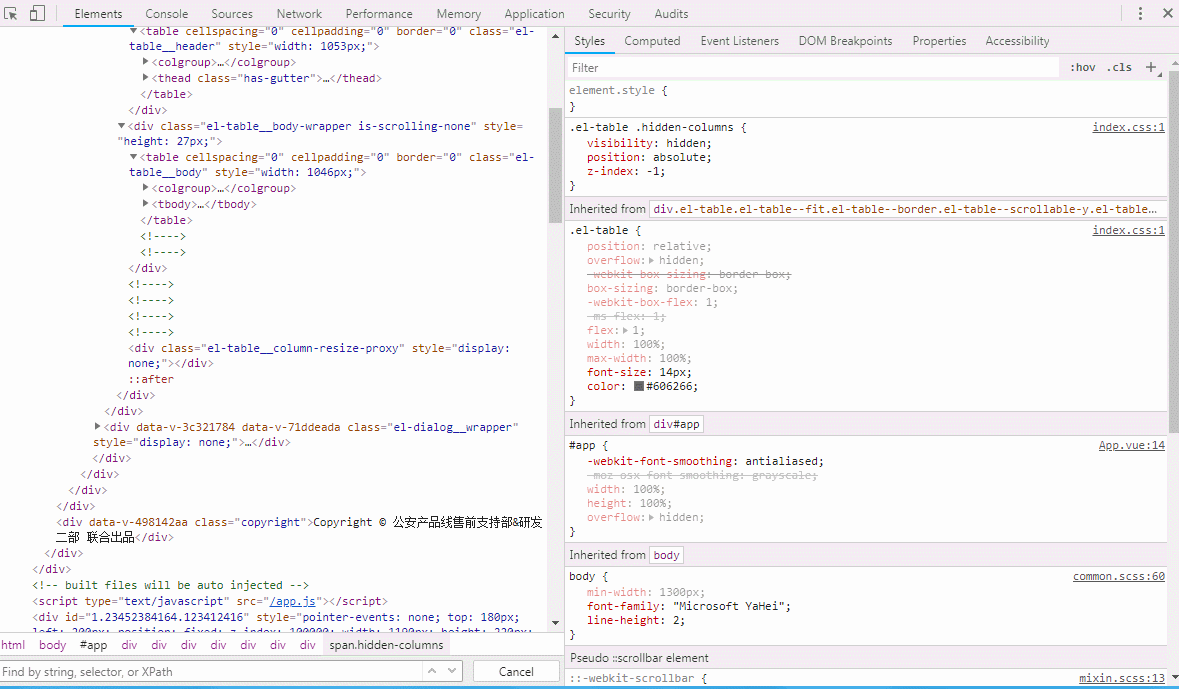 Elements Console Sources Network Performance Memory Application Security Audits
<table cellspacing="0" cellpadding="0" border="0" class="el-
table__header" style="width: 1053px;">
<colgroup>…</colgroup>
<thead class="has-gutter">…</thead>
</table>
</div>
<div class="el-table__body-wrapper is-scrolling-none" style=
"height: 27px;">
<table cellspacing="0" cellpadding="0" border="0" class="el-
table__body" style="width: 1046px;">
<colgroup>…</colgroup>
<tbody>…</tbody>
</table>
<!---->
<!---->
</div>
<!---->
<!---->
<!---->
<!---->
<div class="el-table__column-resize-proxy" style="display:
none;"></div>
::after
</div>
</div>
<div data-v-3c321784 data-v-71ddeada class="el-dialog__wrapper"
style="display: none;">…</div>
</div>
</div>
</div>
</div>
<div data-v-498142aa class="copyright">Copyright © 公安产品线售前支持部&研发
二部 联合出品</div>
</div>
</div>
<!-- built files will be auto injected -->
<script type="text/javascript" src="/app.js"></script>
<div id="1.23452384164.123412416" style="pointer-events: none; top: 180px;
left: 200px; position: fixed; z-index: 100000; width: 1190px; height: 220px;
html body #app div div div div div div div span.hidden-columns
Find by string, selector, or XPath Cancel
Styles Computed Event Listeners DOM Breakpoints Properties Accessibility
Filter :hov .cls +
element.style {
}
.el-table .hidden-columns { index.css:1
visibility: hidden;
position: absolute;
z-index: -1;
}
Inherited from div.el-table.el-table--fit.el-table--border.el-table--scrollable-y.el-table…
.el-table { index.css:1
position: relative;
overflow: hidden;
-webkit-box-sizing: border-box;
box-sizing: border-box;
-webkit-box-flex: 1;
-ms-flex: 1;
flex: 1;
width: 100%;
max-width: 100%;
font-size: 14px;
color: #606266;
}
Inherited from div#app
#app { App.vue:14
-webkit-font-smoothing: antialiased;
-moz-osx-font-smoothing: grayscale;
width: 100%;
height: 100%;
overflow: hidden;
}
Inherited from body
body { common.scss:60
min-width: 1300px;
font-family: "Microsoft YaHei";
line-height: 2;
}
Pseudo ::scrollbar element
::-webkit-scrollbar { mixin.scss:13